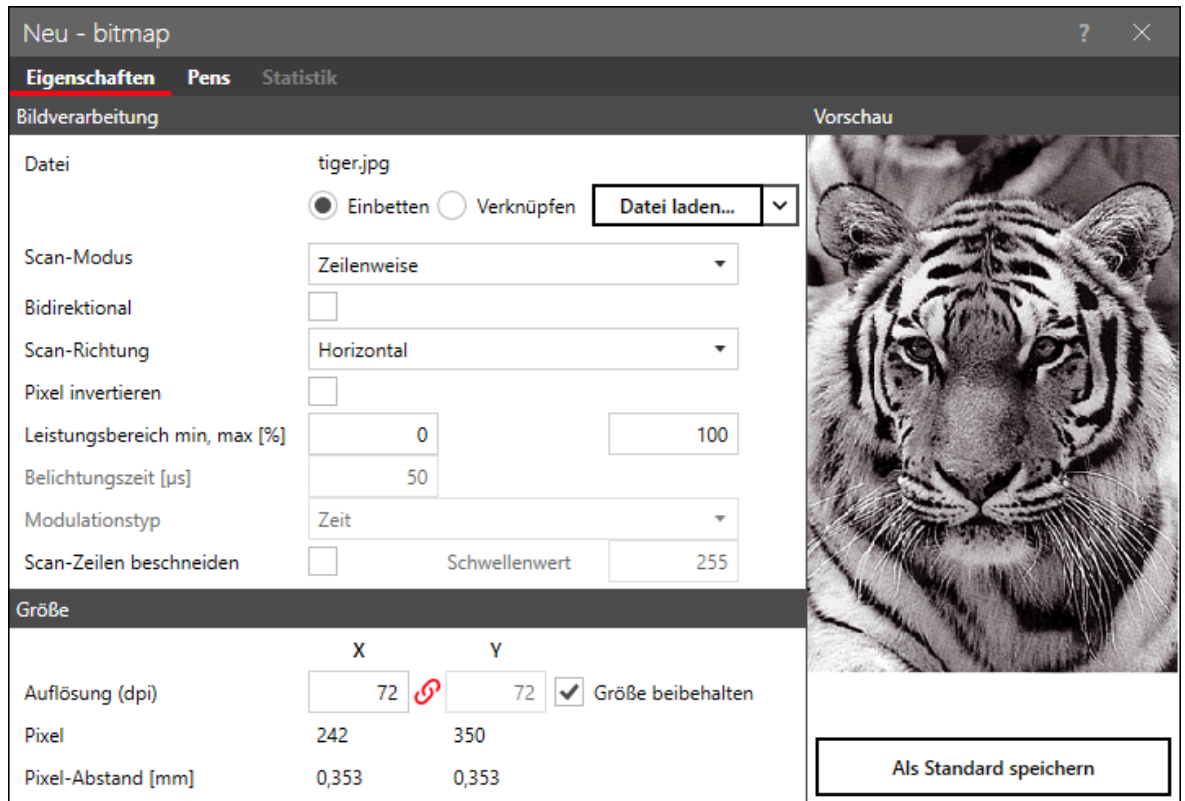 Neu - bitmap ?
Eigenschaften Pens Statistik
Bildverarbeitung
Vorschau
Datei tiger.jpg
Einbetten Verknüpfen Datei laden...
Scan-Modus Zeilenweise
Bidirektional
Scan-Richtung Horizontal
Pixel invertieren
Leistungsbereich min, max [%] 0 100
Belichtungszeit [µs] 50
Modulationstyp Zeit
Scan-Zeilen beschneiden Schwellenwert 255
Größe
X Y
Auflösung (dpi) 72 72 Größe beibehalten
Pixel 242 350
Pixel-Abstand [mm] 0,353 0,353
Als Standard speichern